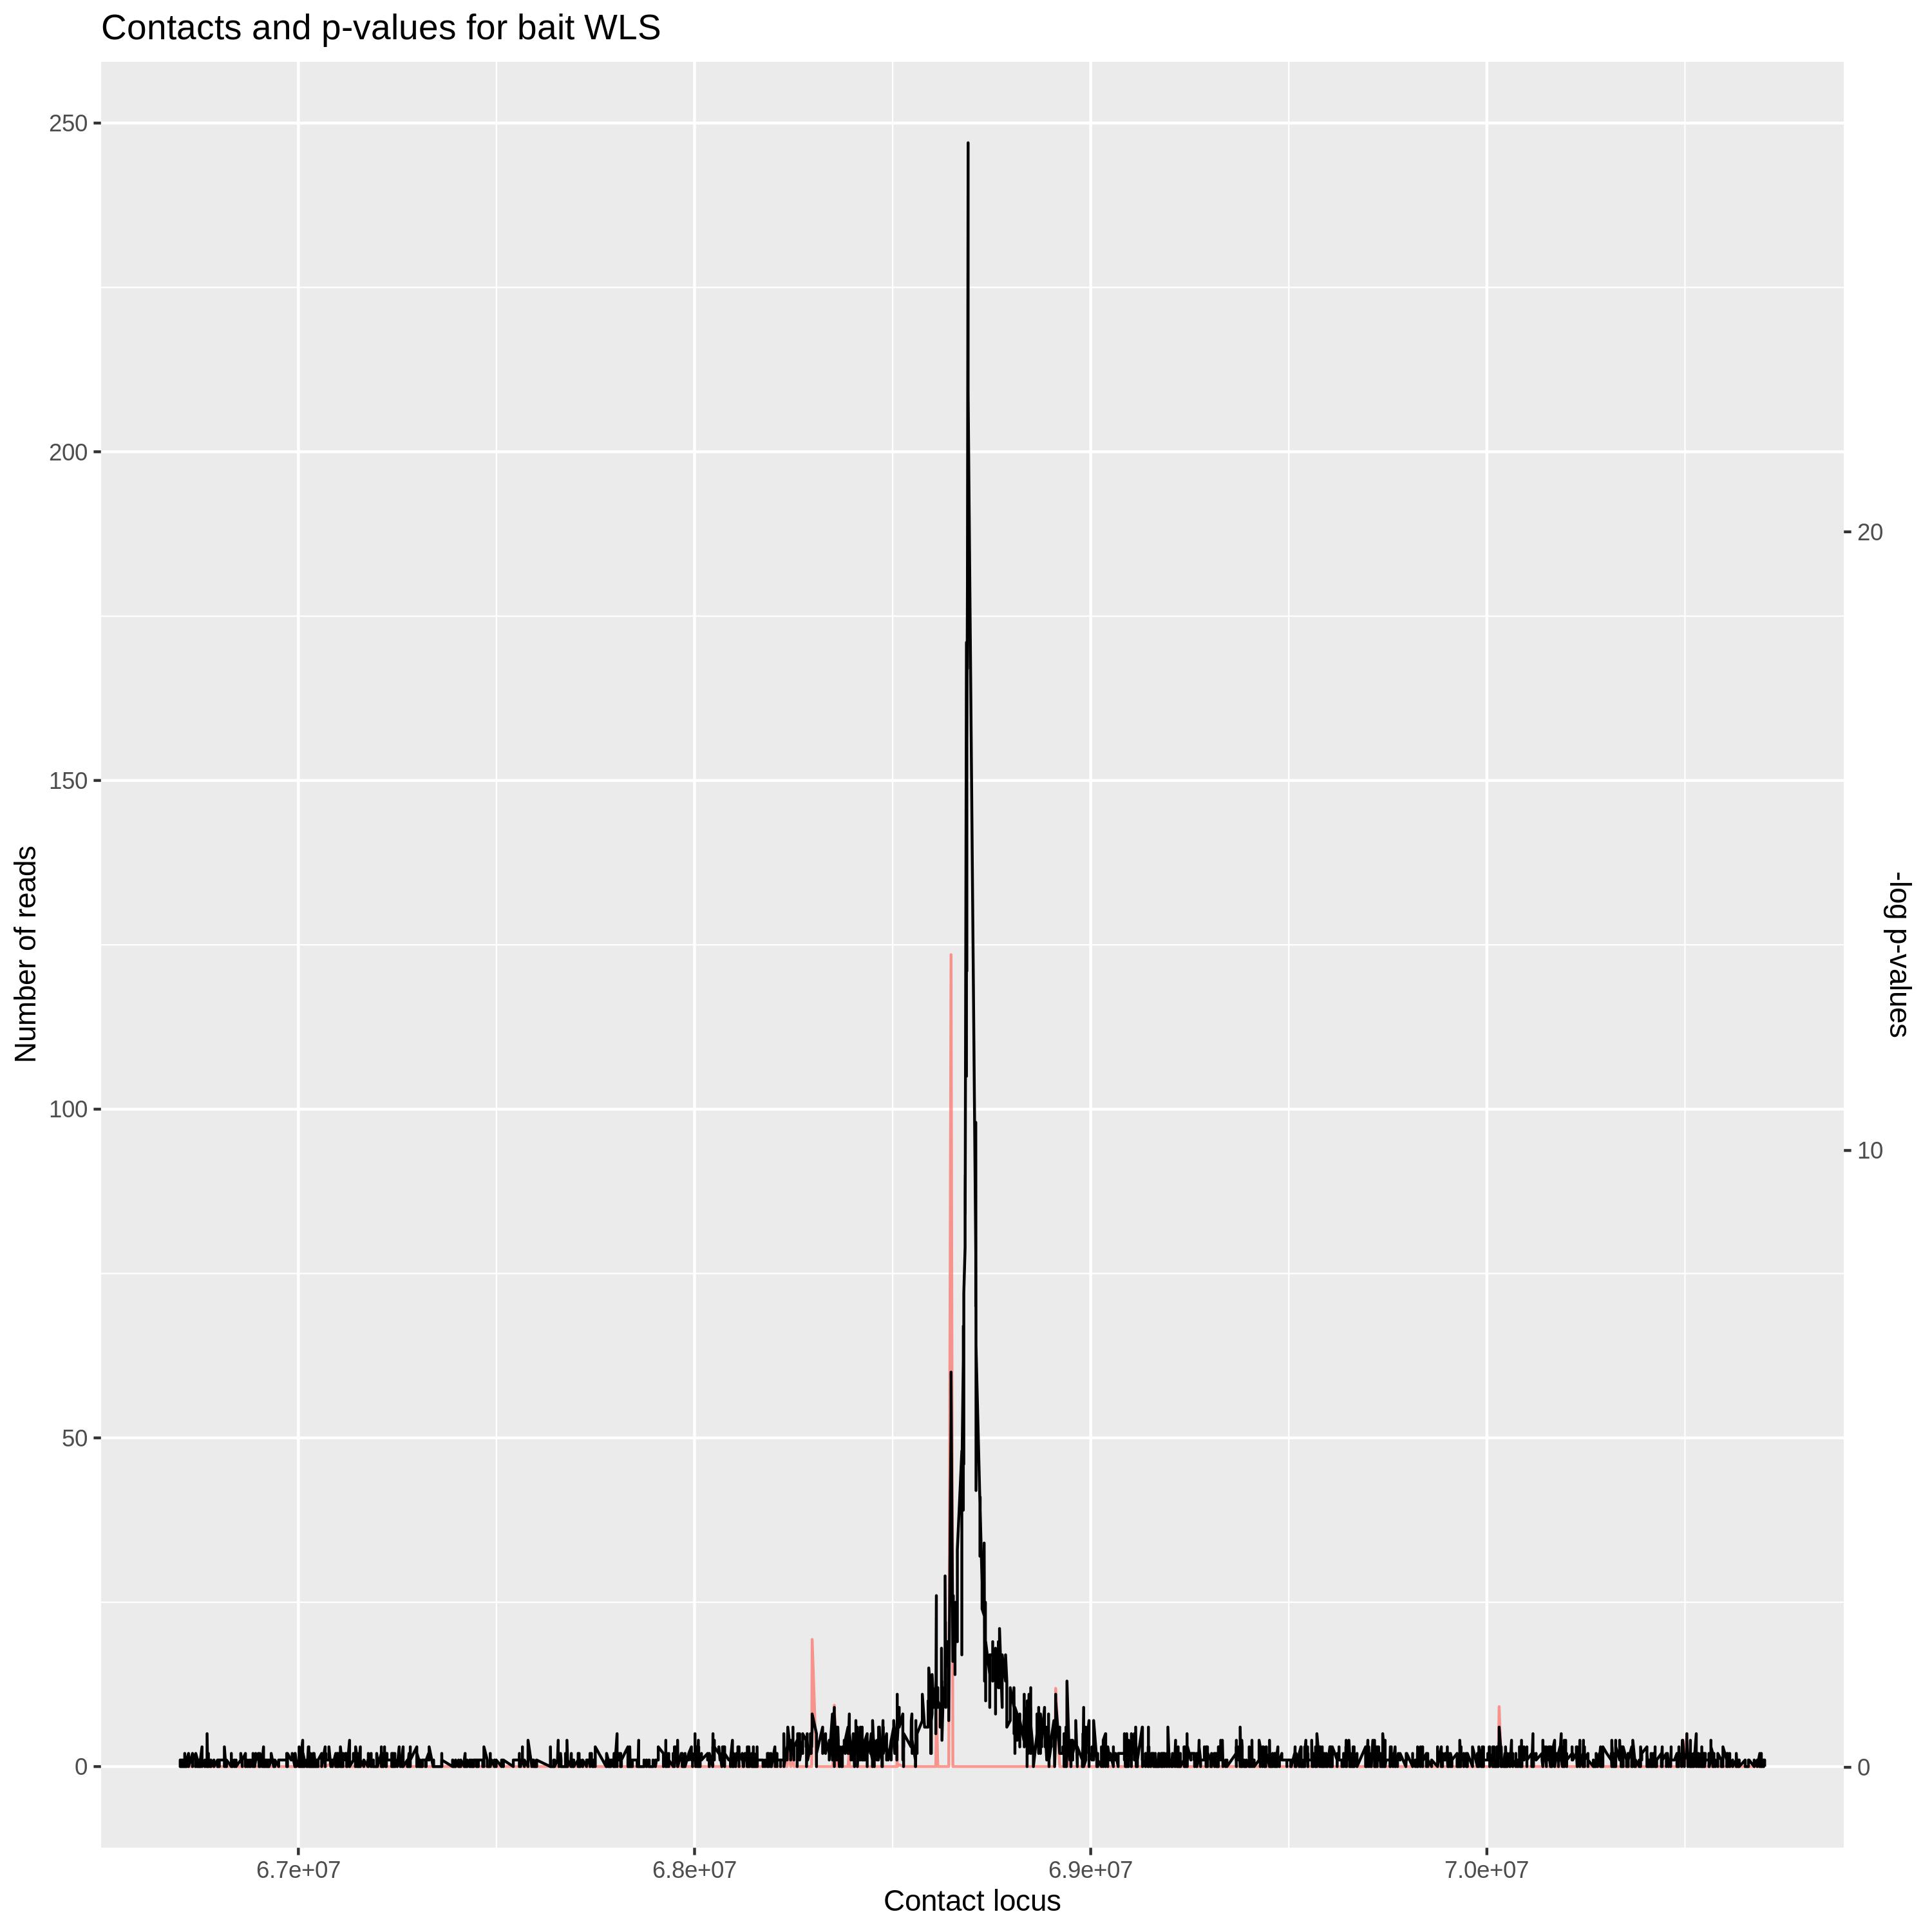 Contacts and p-values for bait WLS
250
200
150
100
50
0
Number of reads
20
10
0
-log p-values
6.7e+07
6.8e+07
6.9e+07
7.0e+07
Contact locus